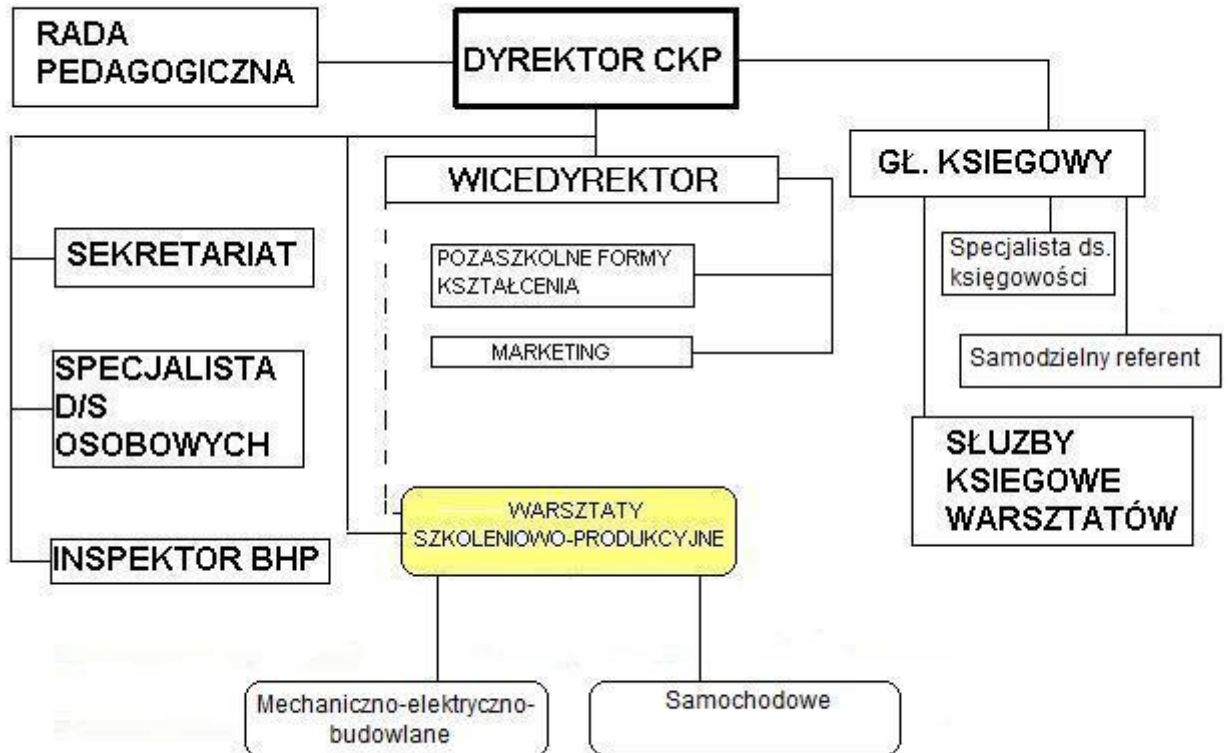 RADA
PEDAGOGICZNA
DYREKTOR CKP
GŁ. KSIEGOWY
WICEDYREKTOR
SEKRETARIAT
POZASZKOLNE FORMY
KSZTAŁCENIA
Specjalista ds.
księgowości
MARKETING
Samodzielny referent
SPECJALISTA
D/S
OSOBOWYCH
SŁUZBY
KSIEGOWE
WARSZTATÓW
WARSZTATY
SZKOLENIOWO-PRODUKCYJNE
INSPEKTOR BHP
Mechaniczno-elektryczno-
budowlane
Samochodowe